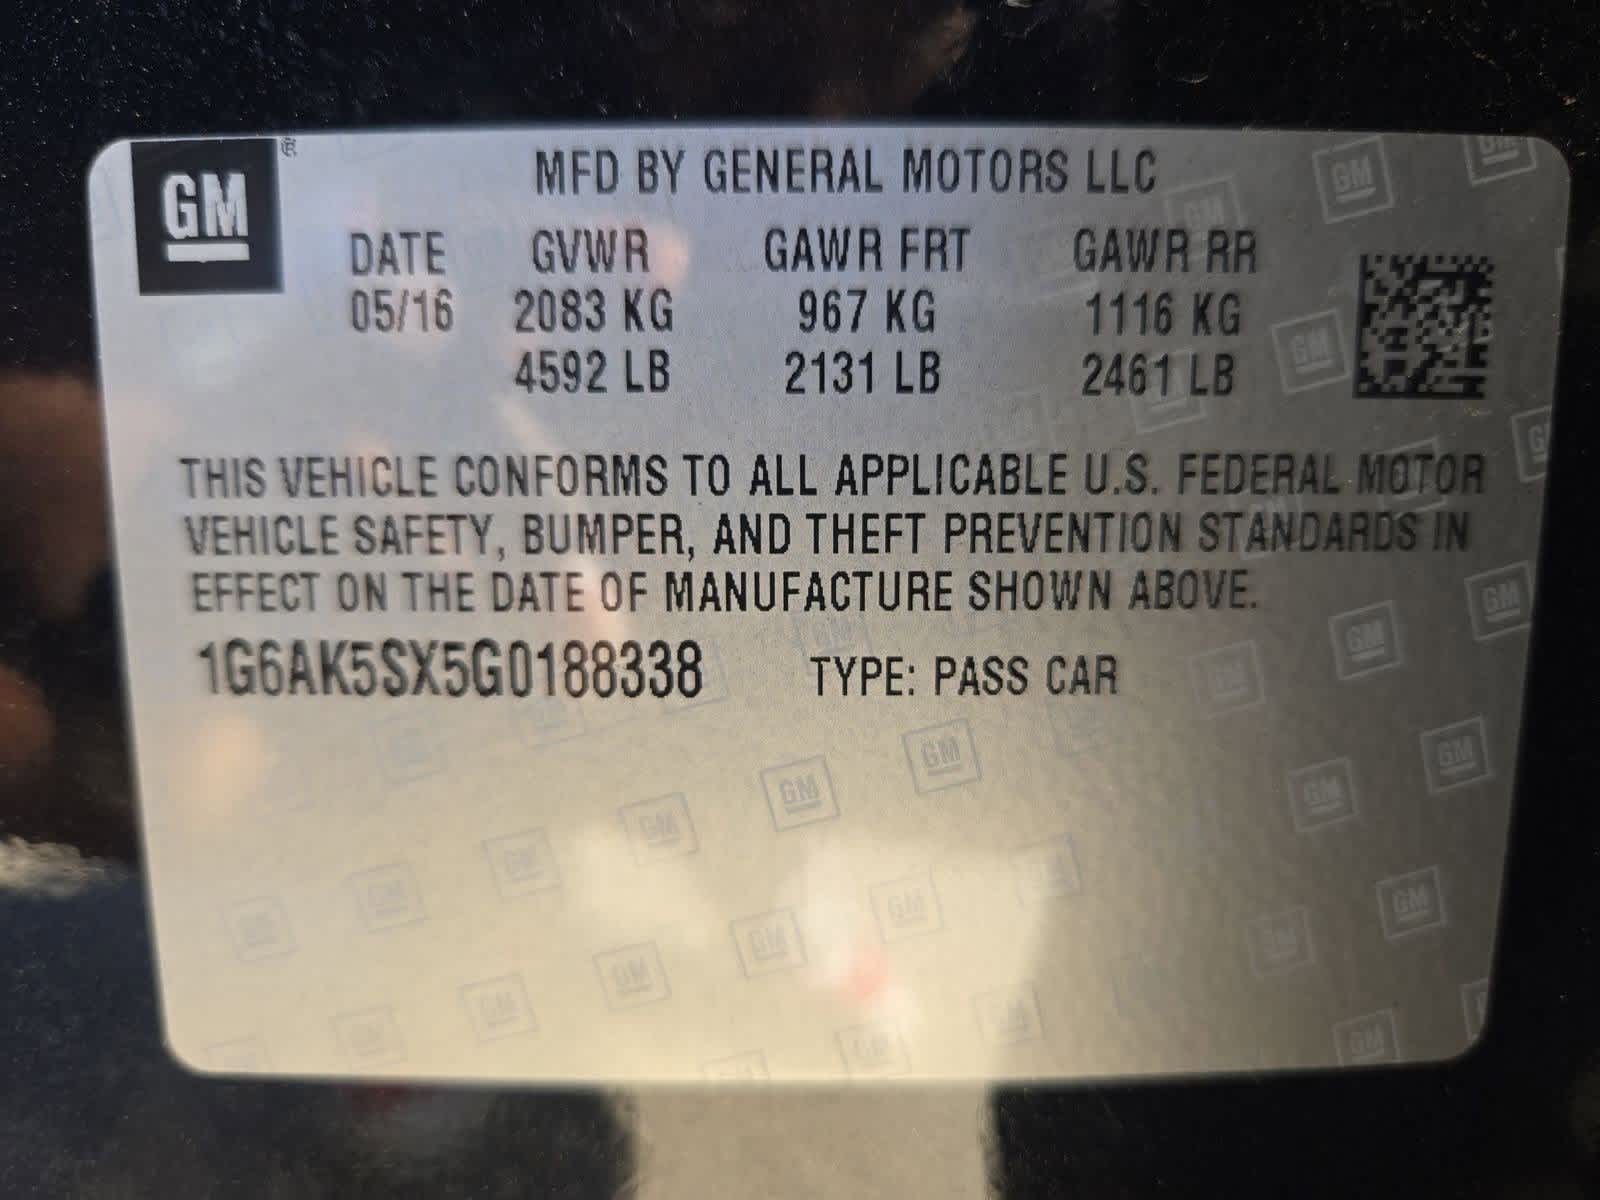 GM ®
MFD BY GENERAL MOTORS LLC
DATE GVWR GAWR FRT GAWR RR
05/16 2083 KG 967 KG 1116 KG
4592 LB 2131 LB 2461 LB
THIS VEHICLE CONFORMS TO ALL APPLICABLE U.S. FEDERAL MOTOR
VEHICLE SAFETY, BUMPER, AND THEFT PREVENTION STANDARDS IN
EFFECT ON THE DATE OF MANUFACTURE SHOWN ABOVE.
1G6AK5SX5G0188338 TYPE: PASS CAR